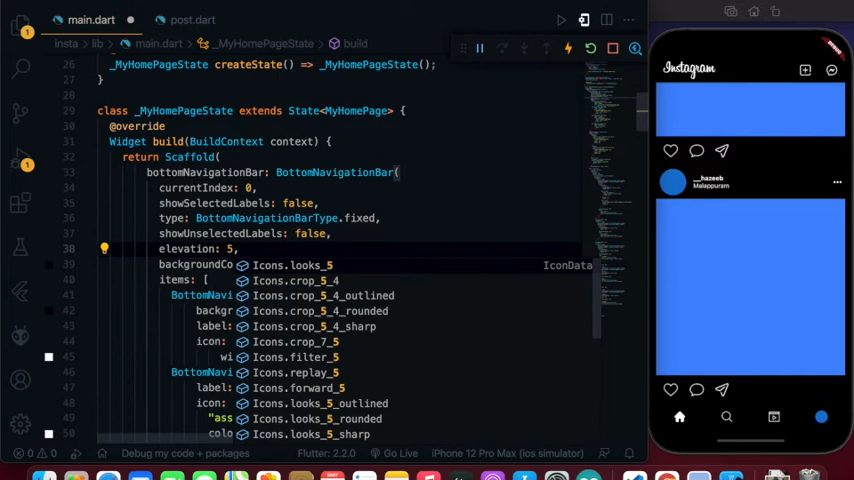 main.dart
post.dart
insta > lib > main.dart > _MyHomePageState > build
26 _MyHomePageState createState() => _MyHomePageState();
27 }
28
29 class _MyHomePageState extends State<MyHomePage> {
30 @override
31 Widget build(BuildContext context) {
32 return Scaffold(
33 bottomNavigationBar: BottomNavigationBar(
34 currentIndex: 0,
35 showSelectedLabels: false,
36 type: BottomNavigationBarType.fixed,
37 showUnselectedLabels: false,
38 elevation: 5,
39 backgroundCo
40 items: [
41 BottomNavi
42 backgr
43 label:
44 icon:
45 wi
46 BottomNavi
47 label:
48 icon:
49 "ass
50 colo
Icons.looks_5 IconData
Icons.crop_5_4
Icons.crop_5_4_outlined
Icons.crop_5_4_rounded
Icons.crop_5_4_sharp
Icons.crop_7_5
Icons.filter_5
Icons.replay_5
Icons.forward_5
Icons.looks_5_outlined
Icons.looks_5_rounded
Icons.looks_5_sharp
1
1
0 0 Debug my code + packages Go Live Flutter: 2.2.0 iPhone 12 Pro Max (ios simulator)
DEBUG
Instagram
__hazeeb
Malappuram